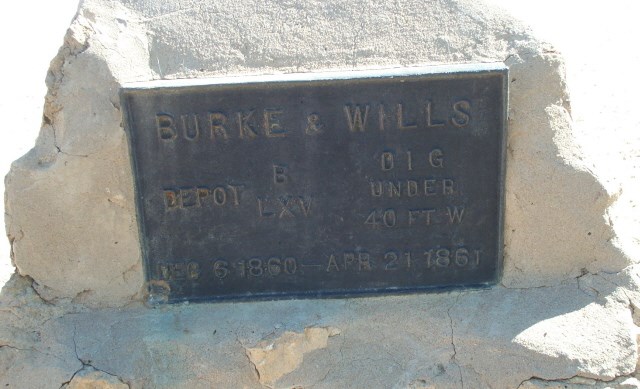 BURKE & WILLS
DEPOT B LXV
DIG
UNDER
40 FT. W
DEC 6 1860 — APR 21 1861